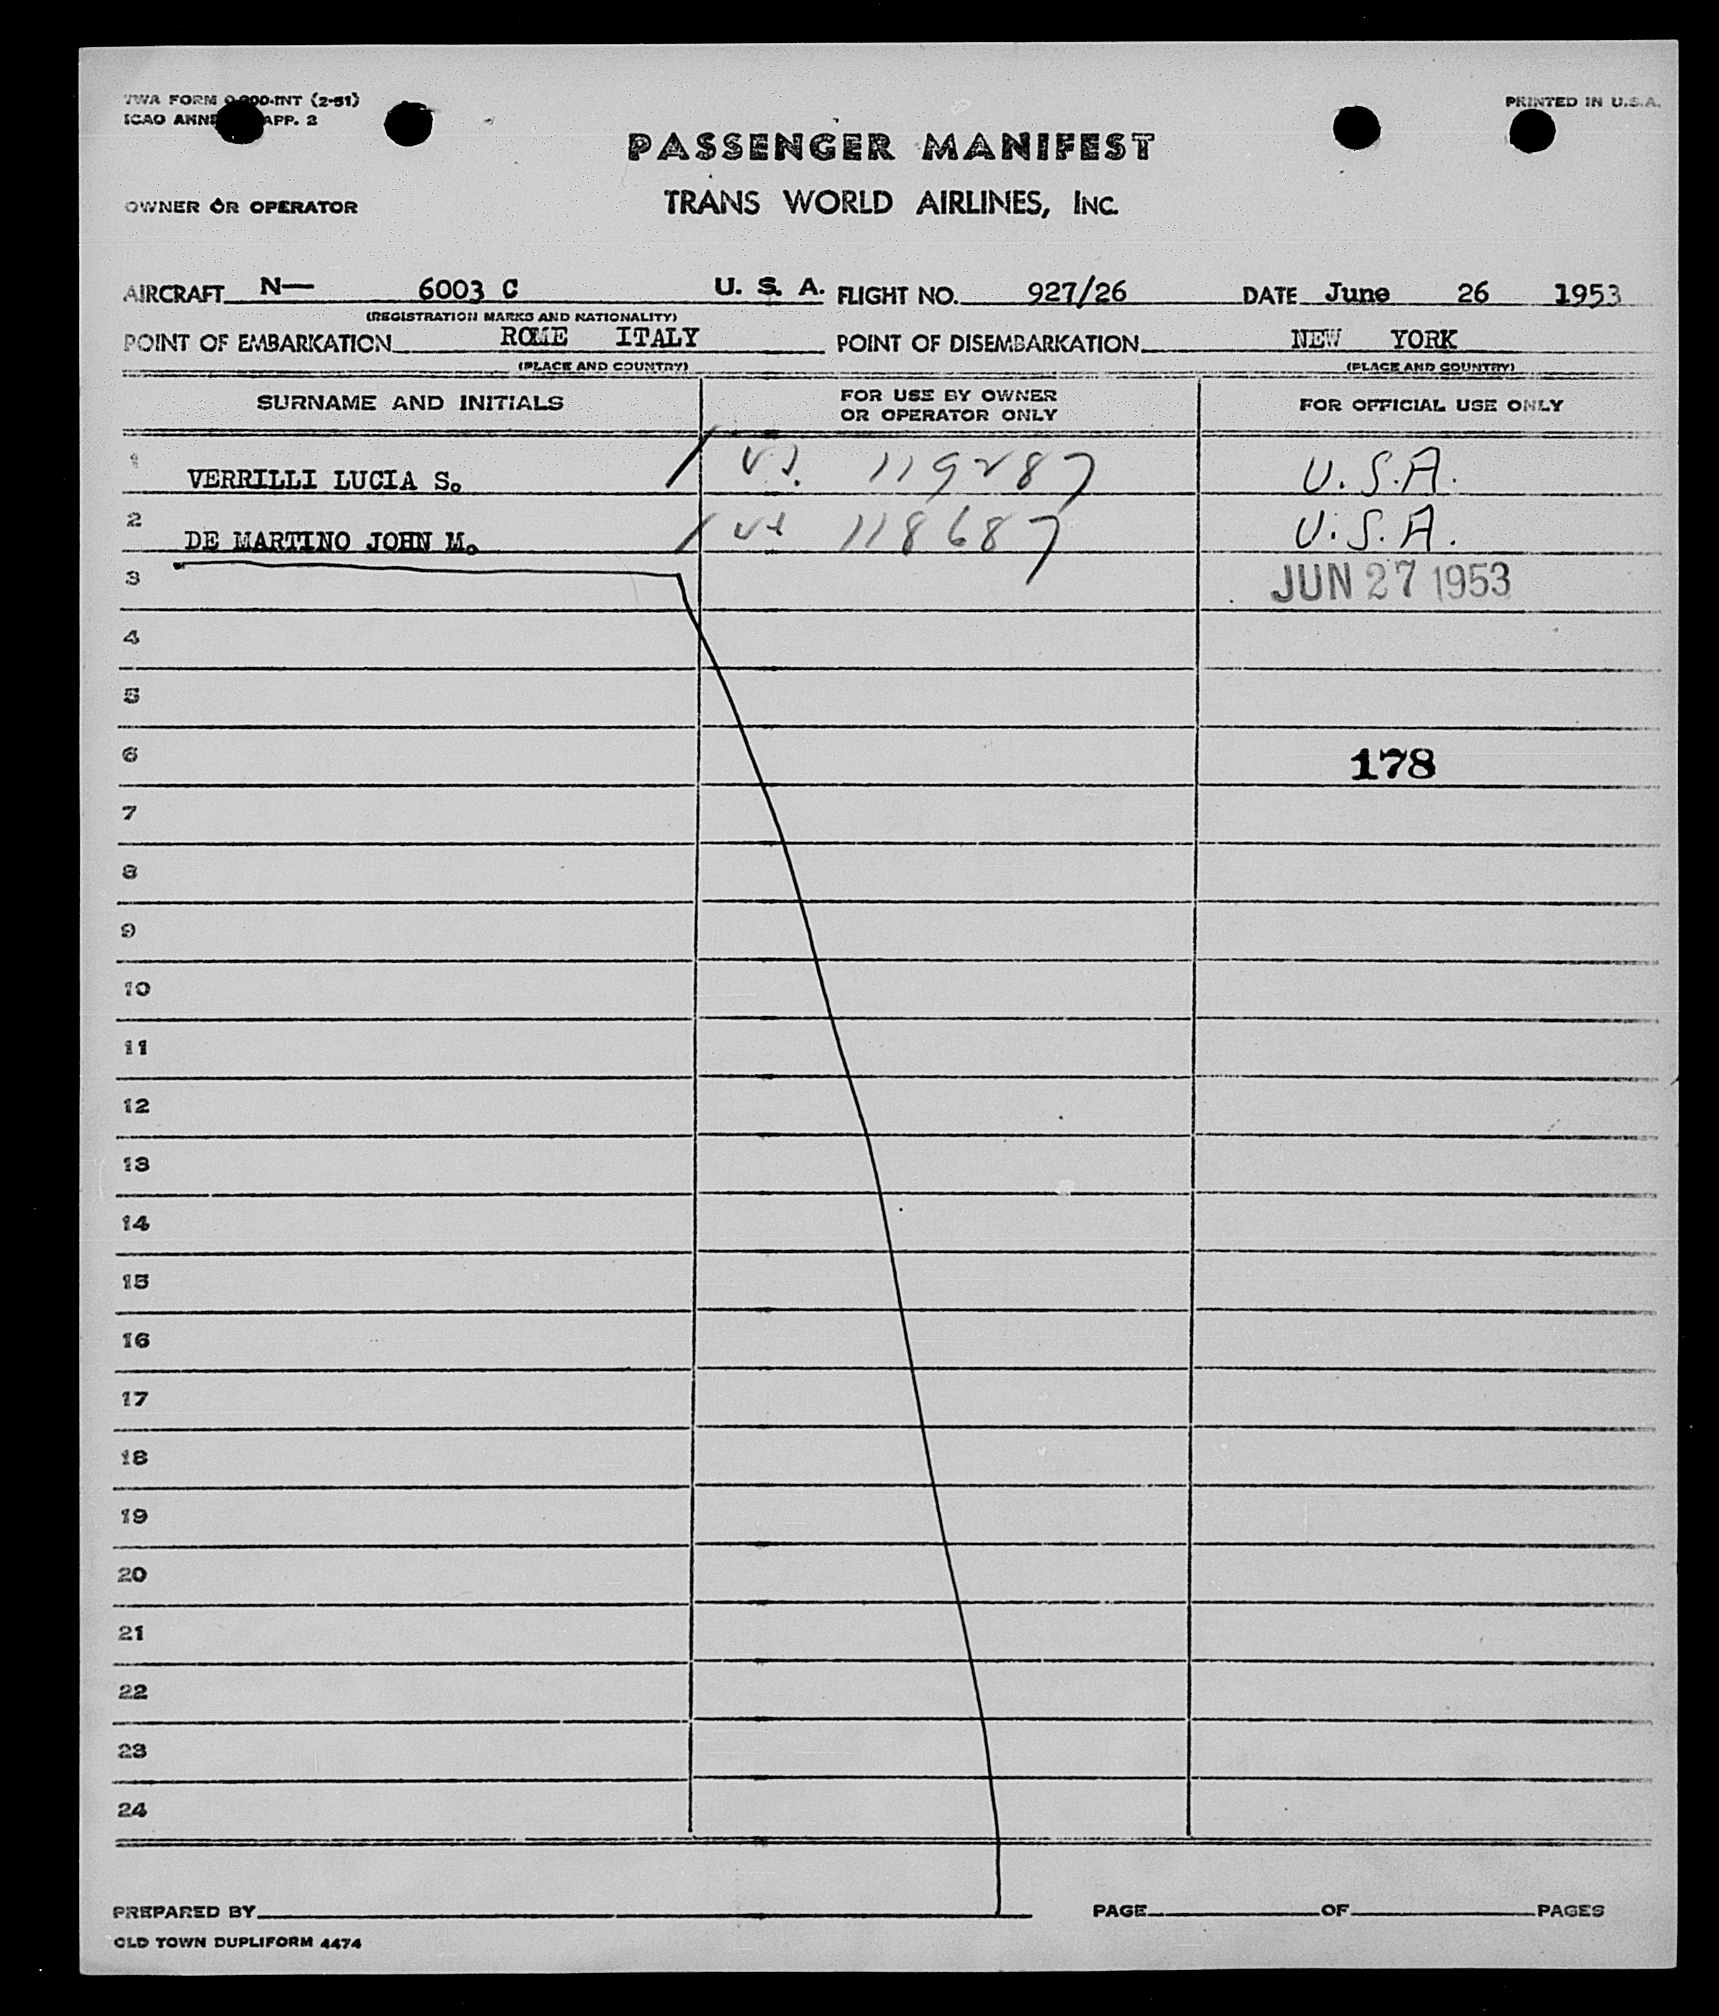 TWA FORM
00-INT (2-51)
ICAO
APP. 2
PRINTED IN U.S.A.
PASSENGER MANIFEST
OWNER OR OPERATOR
TRANS WORLD AIRLINES, INC.
AIRCRAFT N— 6003 C U. S. A. FLIGHT NO. 927/26 DATE June 26 1953
(REGISTRATION MARKS AND NATIONALITY)
POINT OF EMBARKATION ROME ITALY POINT OF DISEMBARKATION NEW YORK
(PLACE AND COUNTRY) (PLACE AND COUNTRY)
SURNAME AND INITIALS
FOR USE BY OWNER
OR OPERATOR ONLY
FOR OFFICIAL USE ONLY
1 VERRILLI LUCIA S. 119287 U.S.A.
2 DE MARTINO JOHN M. 118687 U.S.A.
3 JUN 27 1953
4
5
6 178
7
8
9
10
11
12
13
14
15
16
17
18
19
20
21
22
23
24
PREPARED BY PAGE OF PAGES
OLD TOWN DUPLIFORM 4474